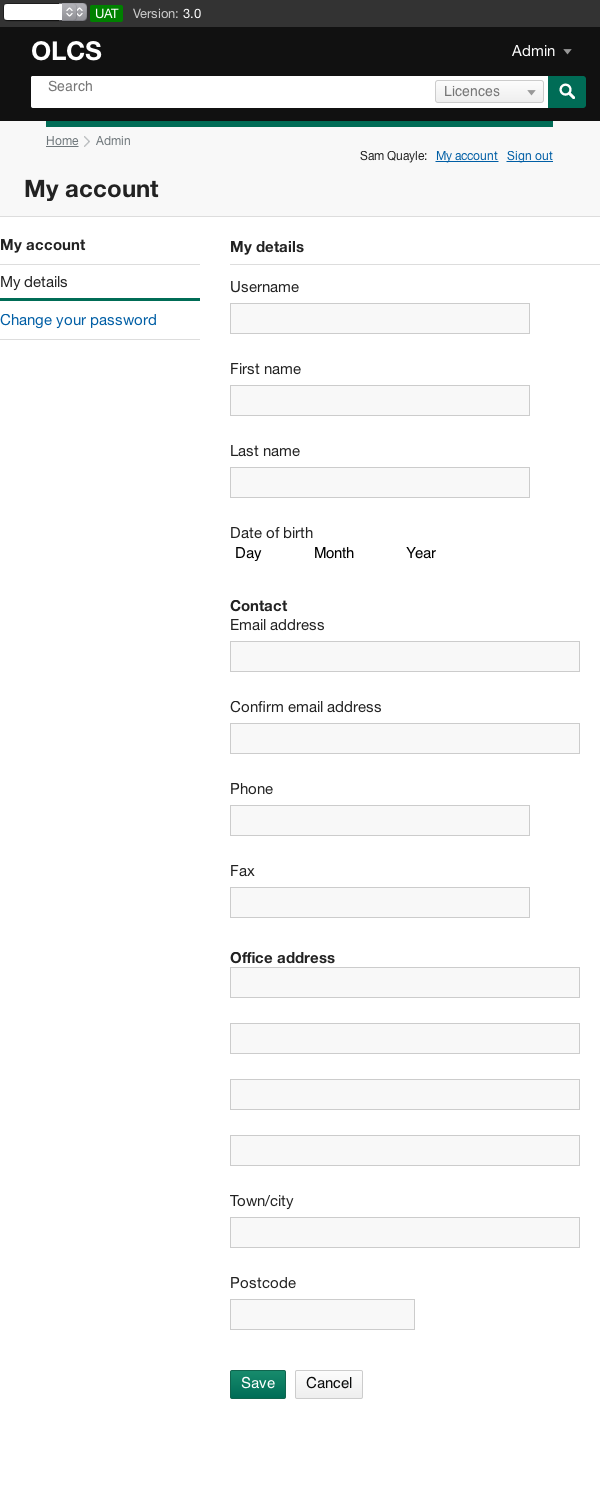 UAT Version: 3.0
OLCS
Admin
Search
Licences
Home Admin
Sam Quayle: My account Sign out
My account
My account
My details
Change your password
My details
Username
First name
Last name
Date of birth
Day Month Year
Contact
Email address
Confirm email address
Phone
Fax
Office address
Town/city
Postcode
Save Cancel